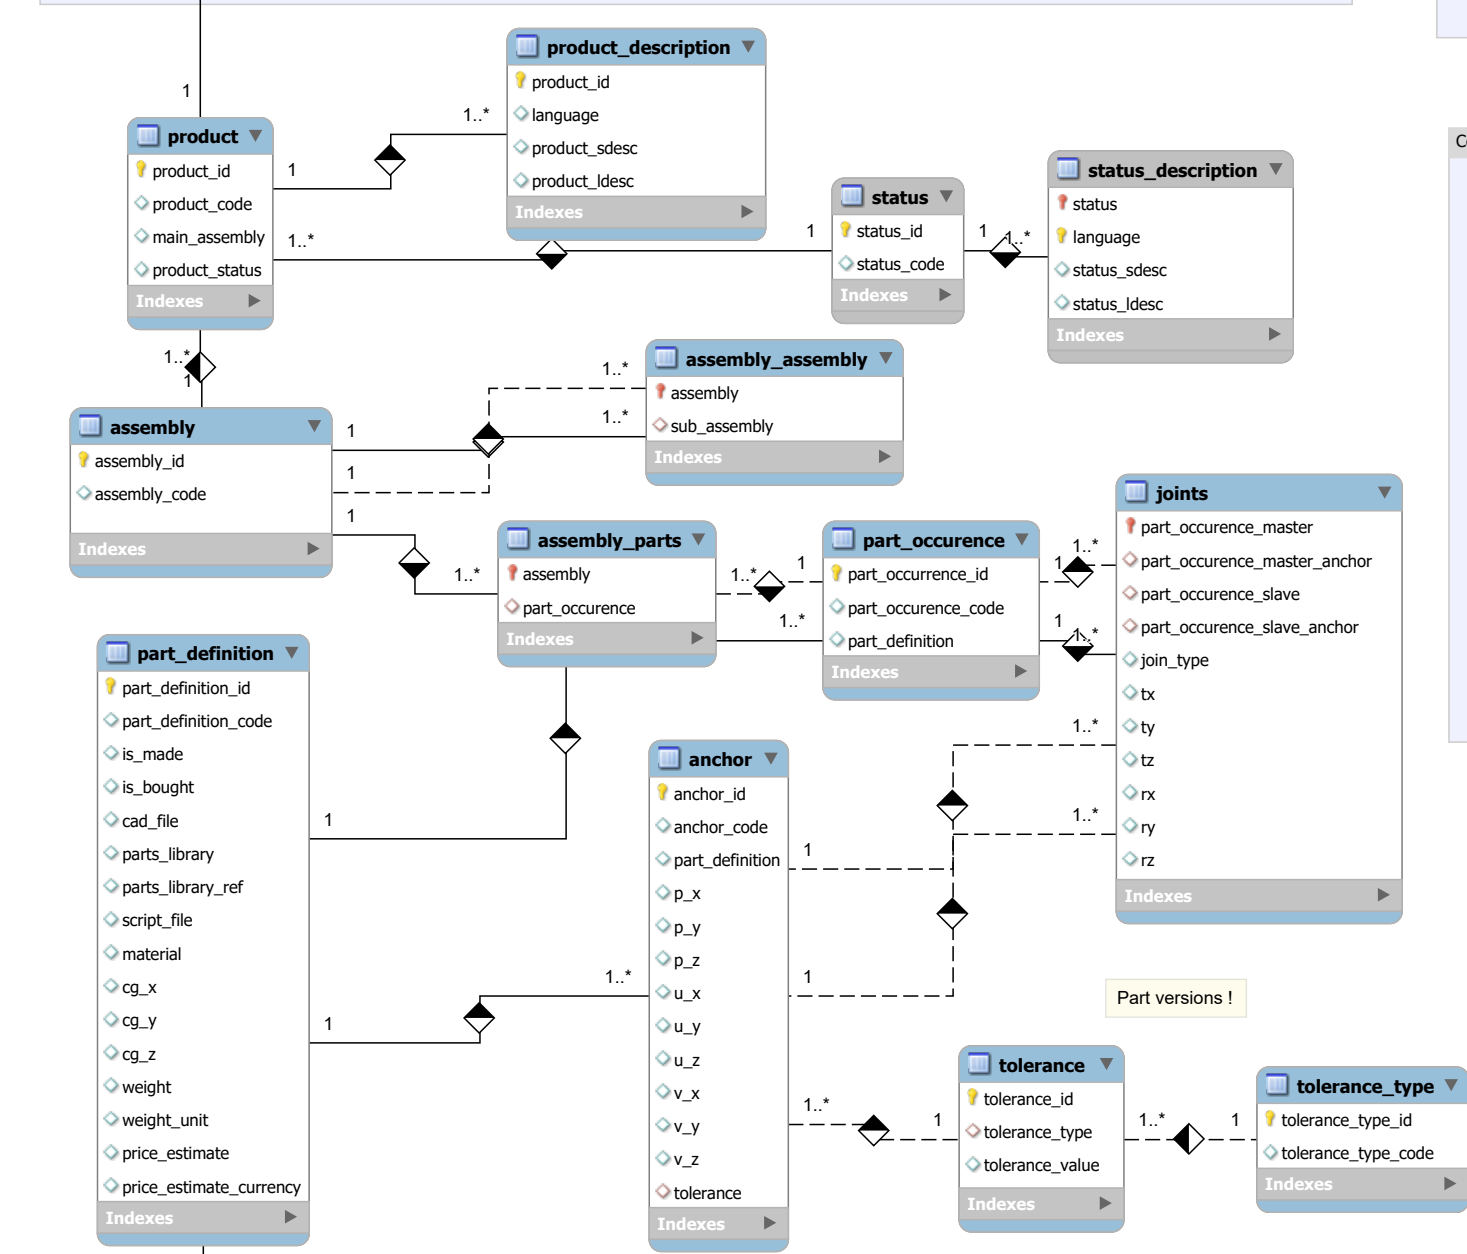 product_description
product_id
language
product_sdesc
product_ldesc
Indexes
1
1..*
product
product_id
product_code
main_assembly
product_status
Indexes
1
1..*
1
status
status_id
status_code
Indexes
1
1..*
status_description
status
language
status_sdesc
status_ldesc
Indexes
1..*
1
assembly
assembly_id
assembly_code
Indexes
1
1
1
1..*
1..*
assembly_assembly
assembly
sub_assembly
Indexes
1..*
assembly_parts
assembly
part_occurence
Indexes
1..*
1
1..*
part_occurence
part_occurrence_id
part_occurence_code
part_definition
Indexes
1
1..*
1
1..*
joints
part_occurence_master
part_occurence_master_anchor
part_occurence_slave
part_occurence_slave_anchor
join_type
tx
ty
tz
rx
ry
rz
Indexes
1..*
1..*
part_definition
part_definition_id
part_definition_code
is_made
is_bought
cad_file
parts_library
parts_library_ref
script_file
material
cg_x
cg_y
cg_z
weight
weight_unit
price_estimate
price_estimate_currency
Indexes
1
1
1..*
anchor
anchor_id
anchor_code
part_definition
p_x
p_y
p_z
u_x
u_y
u_z
v_x
v_y
v_z
tolerance
Indexes
1
1
1..*
1
Part versions !
tolerance
tolerance_id
tolerance_type
tolerance_value
Indexes
1..*
1
tolerance_type
tolerance_type_id
tolerance_type_code
Indexes